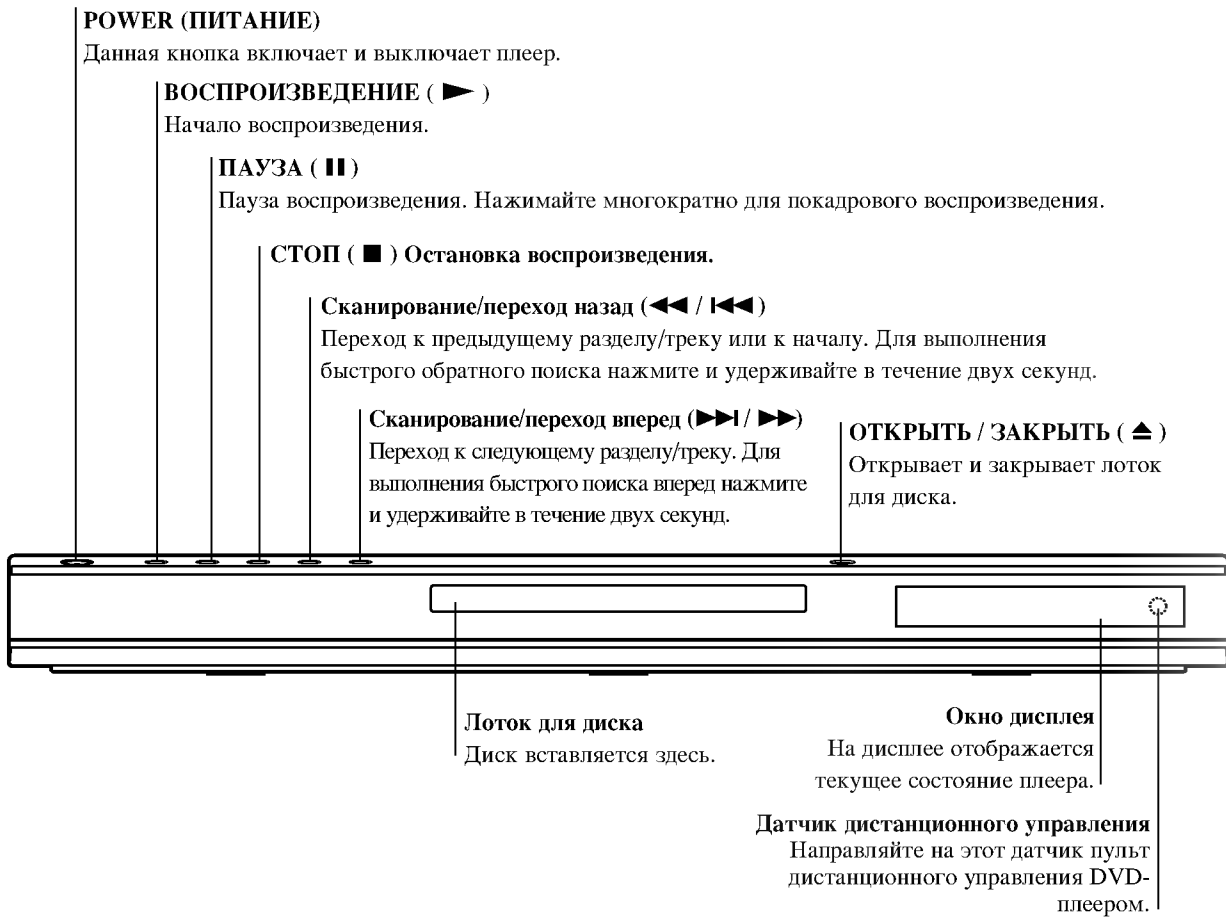 POWER (ПИТАНИЕ)
Данная кнопка включает и выключает плеер.
ВОСПРОИЗВЕДЕНИЕ ( ► )
Начало воспроизведения.
ПАУЗА ( ▌▌ )
Пауза воспроизведения. Нажимайте многократно для покадрового воспроизведения.
СТОП ( ■ ) Остановка воспроизведения.
Сканирование/переход назад (◄◄ / I◄◄ )
Переход к предыдущему разделу/треку или к началу. Для выполнения
быстрого обратного поиска нажмите и удерживайте в течение двух секунд.
Сканирование/переход вперед (►►I / ►►)
Переход к следующему разделу/треку. Для
выполнения быстрого поиска вперед нажмите
и удерживайте в течение двух секунд.
ОТКРЫТЬ / ЗАКРЫТЬ ( ⏏ )
Открывает и закрывает лоток
для диска.
Лоток для диска
Диск вставляется здесь.
Окно дисплея
На дисплее отображается
текущее состояние плеера.
Датчик дистанционного управления
Направляйте на этот датчик пульт
дистанционного управления DVD-
плеером.